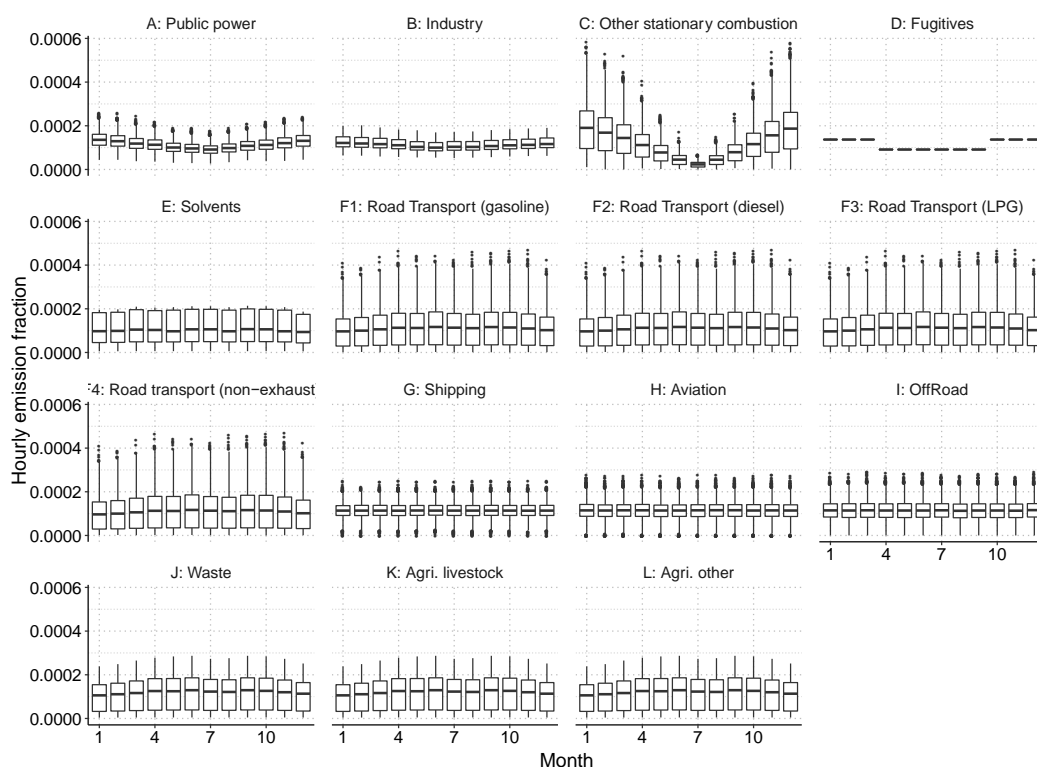 A: Public power
B: Industry
C: Other stationary combustion
D: Fugitives
0.0006
0.0004
0.0002
0.0000
E: Solvents
F1: Road Transport (gasoline)
F2: Road Transport (diesel)
F3: Road Transport (LPG)
0.0006
0.0004
0.0002
0.0000
F4: Road transport (non−exhaust
G: Shipping
H: Aviation
I: OffRoad
0.0006
0.0004
0.0002
0.0000
1
4
7
10
J: Waste
K: Agri. livestock
L: Agri. other
0.0006
0.0004
0.0002
0.0000
1
4
7
10
1
4
7
10
1
4
7
10
Month
Hourly emission fraction